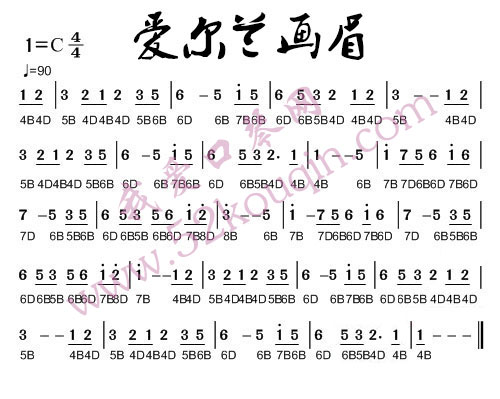 爱尔兰画眉
1=C 4/4
♩=90
1 2 | 3 2 1 2 3 5 | 6 - 5 i 5 | 6 5 3 2 1 2 | 3 - - 1 2 |
4B4D 5B 4D4B4D 5B6B 6D 6B 7B6B 6D 6B5B4D 4B4D 5B 4B4D
3 2 1 2 3 5 | 6 - 5 i 5 | 6 5 3 2 · 1 | 1 - - i | i 7 5 6 i 6 |
5B 4D4B4D 5B6B 6D 6B 7B6B 6D 6B5B4D 4B 4B 6B 7B 7D6B6D 7B6D
7 - 5 3 5 | 6 5 3 5 6 i 2 | 3 - - 5 | i - 7 5 6 i 6 | 7 - 5 3 5 |
7D 6B 5B6B 6D 6B5B 6B6D 7B8D 8B 6B 7B 7D6B6D 7B6D 7D 6B5B6B
6 5 3 5 6 i 2 | i - - 1 2 | 3 2 1 2 3 5 | 6 - 5 i 5 | 6 5 3 2 1 2 |
6D6B5B 6B6D 7B8D 7B 4B4D 5B4D4B4D 5B6B 6D 6B7B6B 6D6B5B4D 4B4D
3 - - 1 2 | 3 2 1 2 3 5 | 6 - 5 i 5 | 6 5 3 2 · 1 | 1 - - - ‖
5B 4B4D 5B 4D4B4D 5B6B 6D 6B 7B6B 6D 6B5B4D 4B 4B
我爱口琴网
www.52kouqin.com